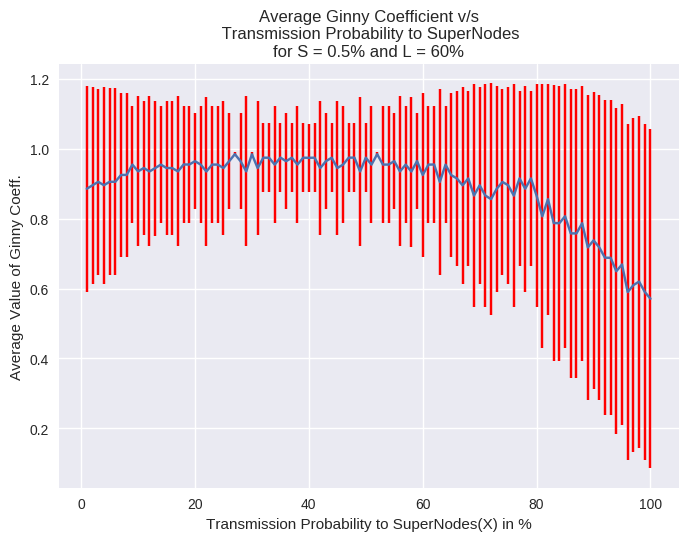 Average Ginny Coefficient v/s
Transmission Probability to SuperNodes
for S = 0.5% and L = 60%
1.2
1.0
0.8
0.6
0.4
0.2
Average Value of Ginny Coeff.
0 20 40 60 80 100
Transmission Probability to SuperNodes(X) in %